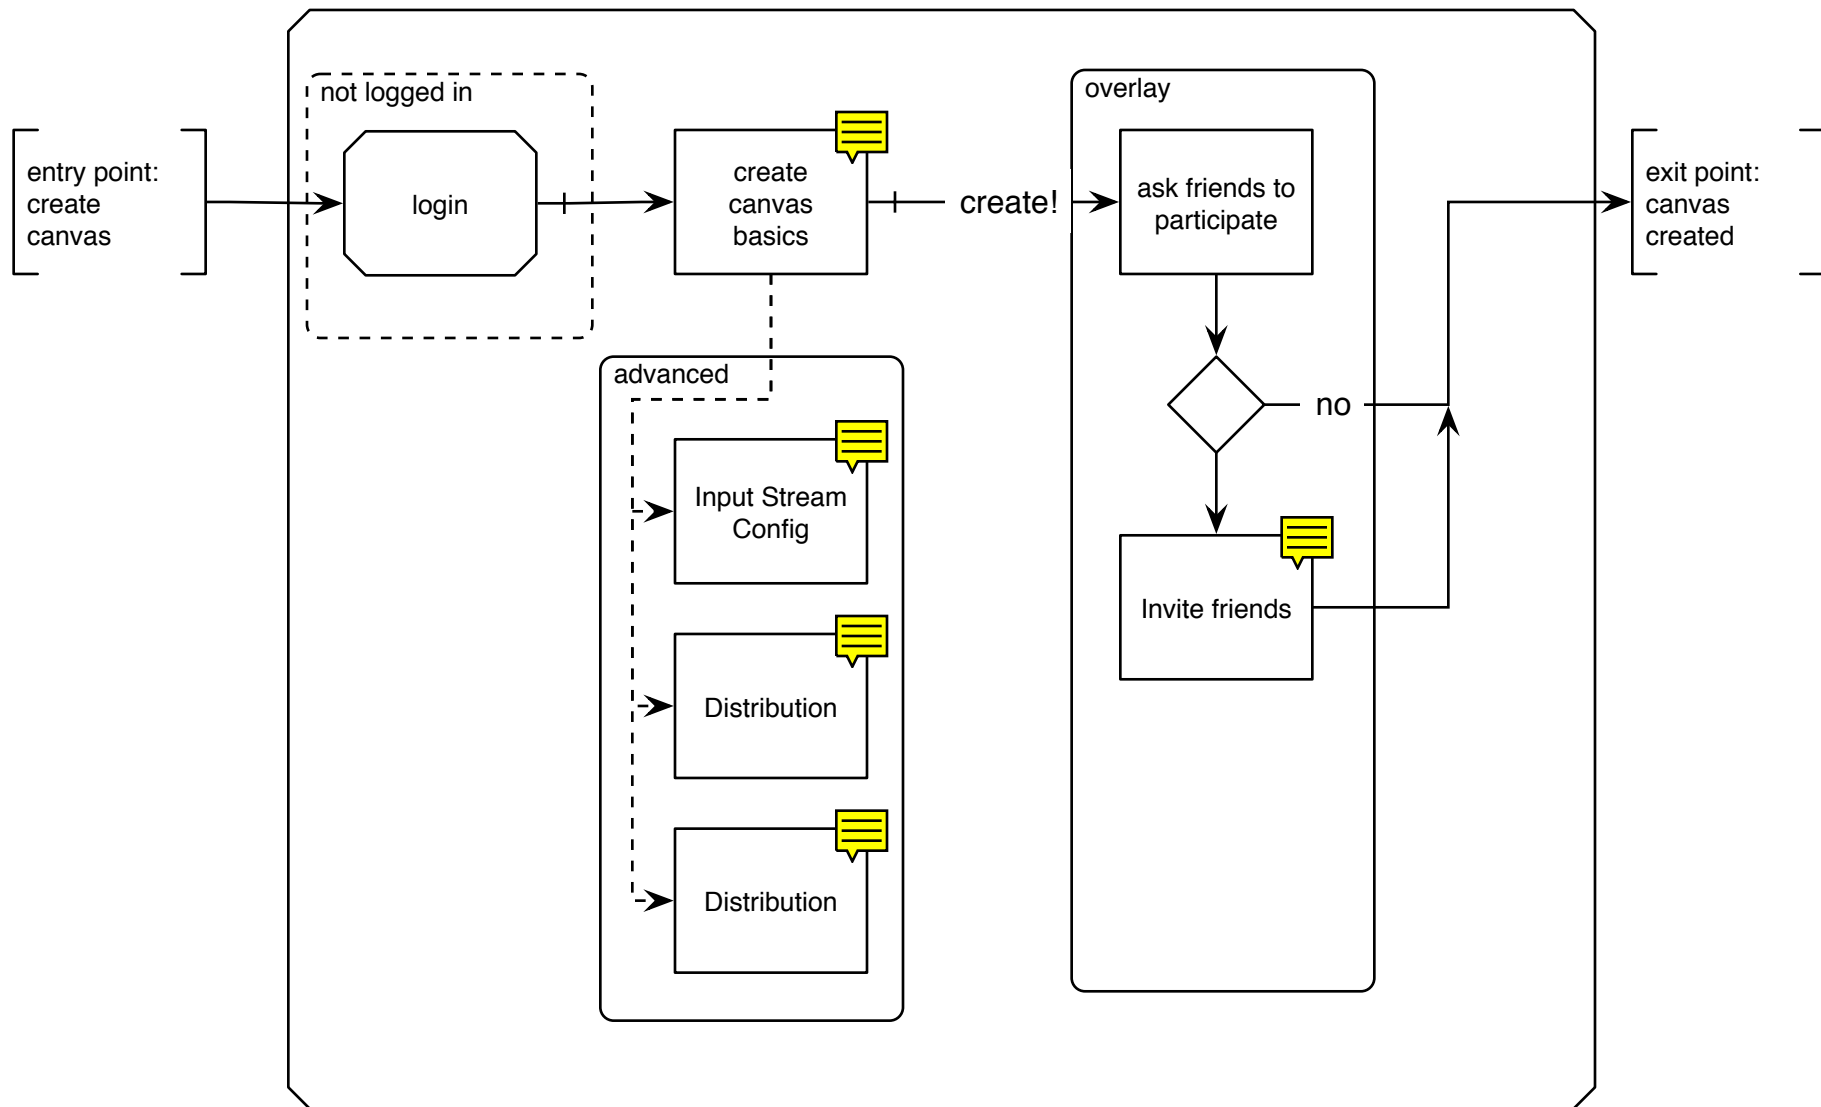 not logged in
overlay
entry point:
create
canvas
login
create
canvas
basics
create!
ask friends to
participate
exit point:
canvas
created
advanced
no
Input Stream
Config
Invite friends
Distribution
Distribution